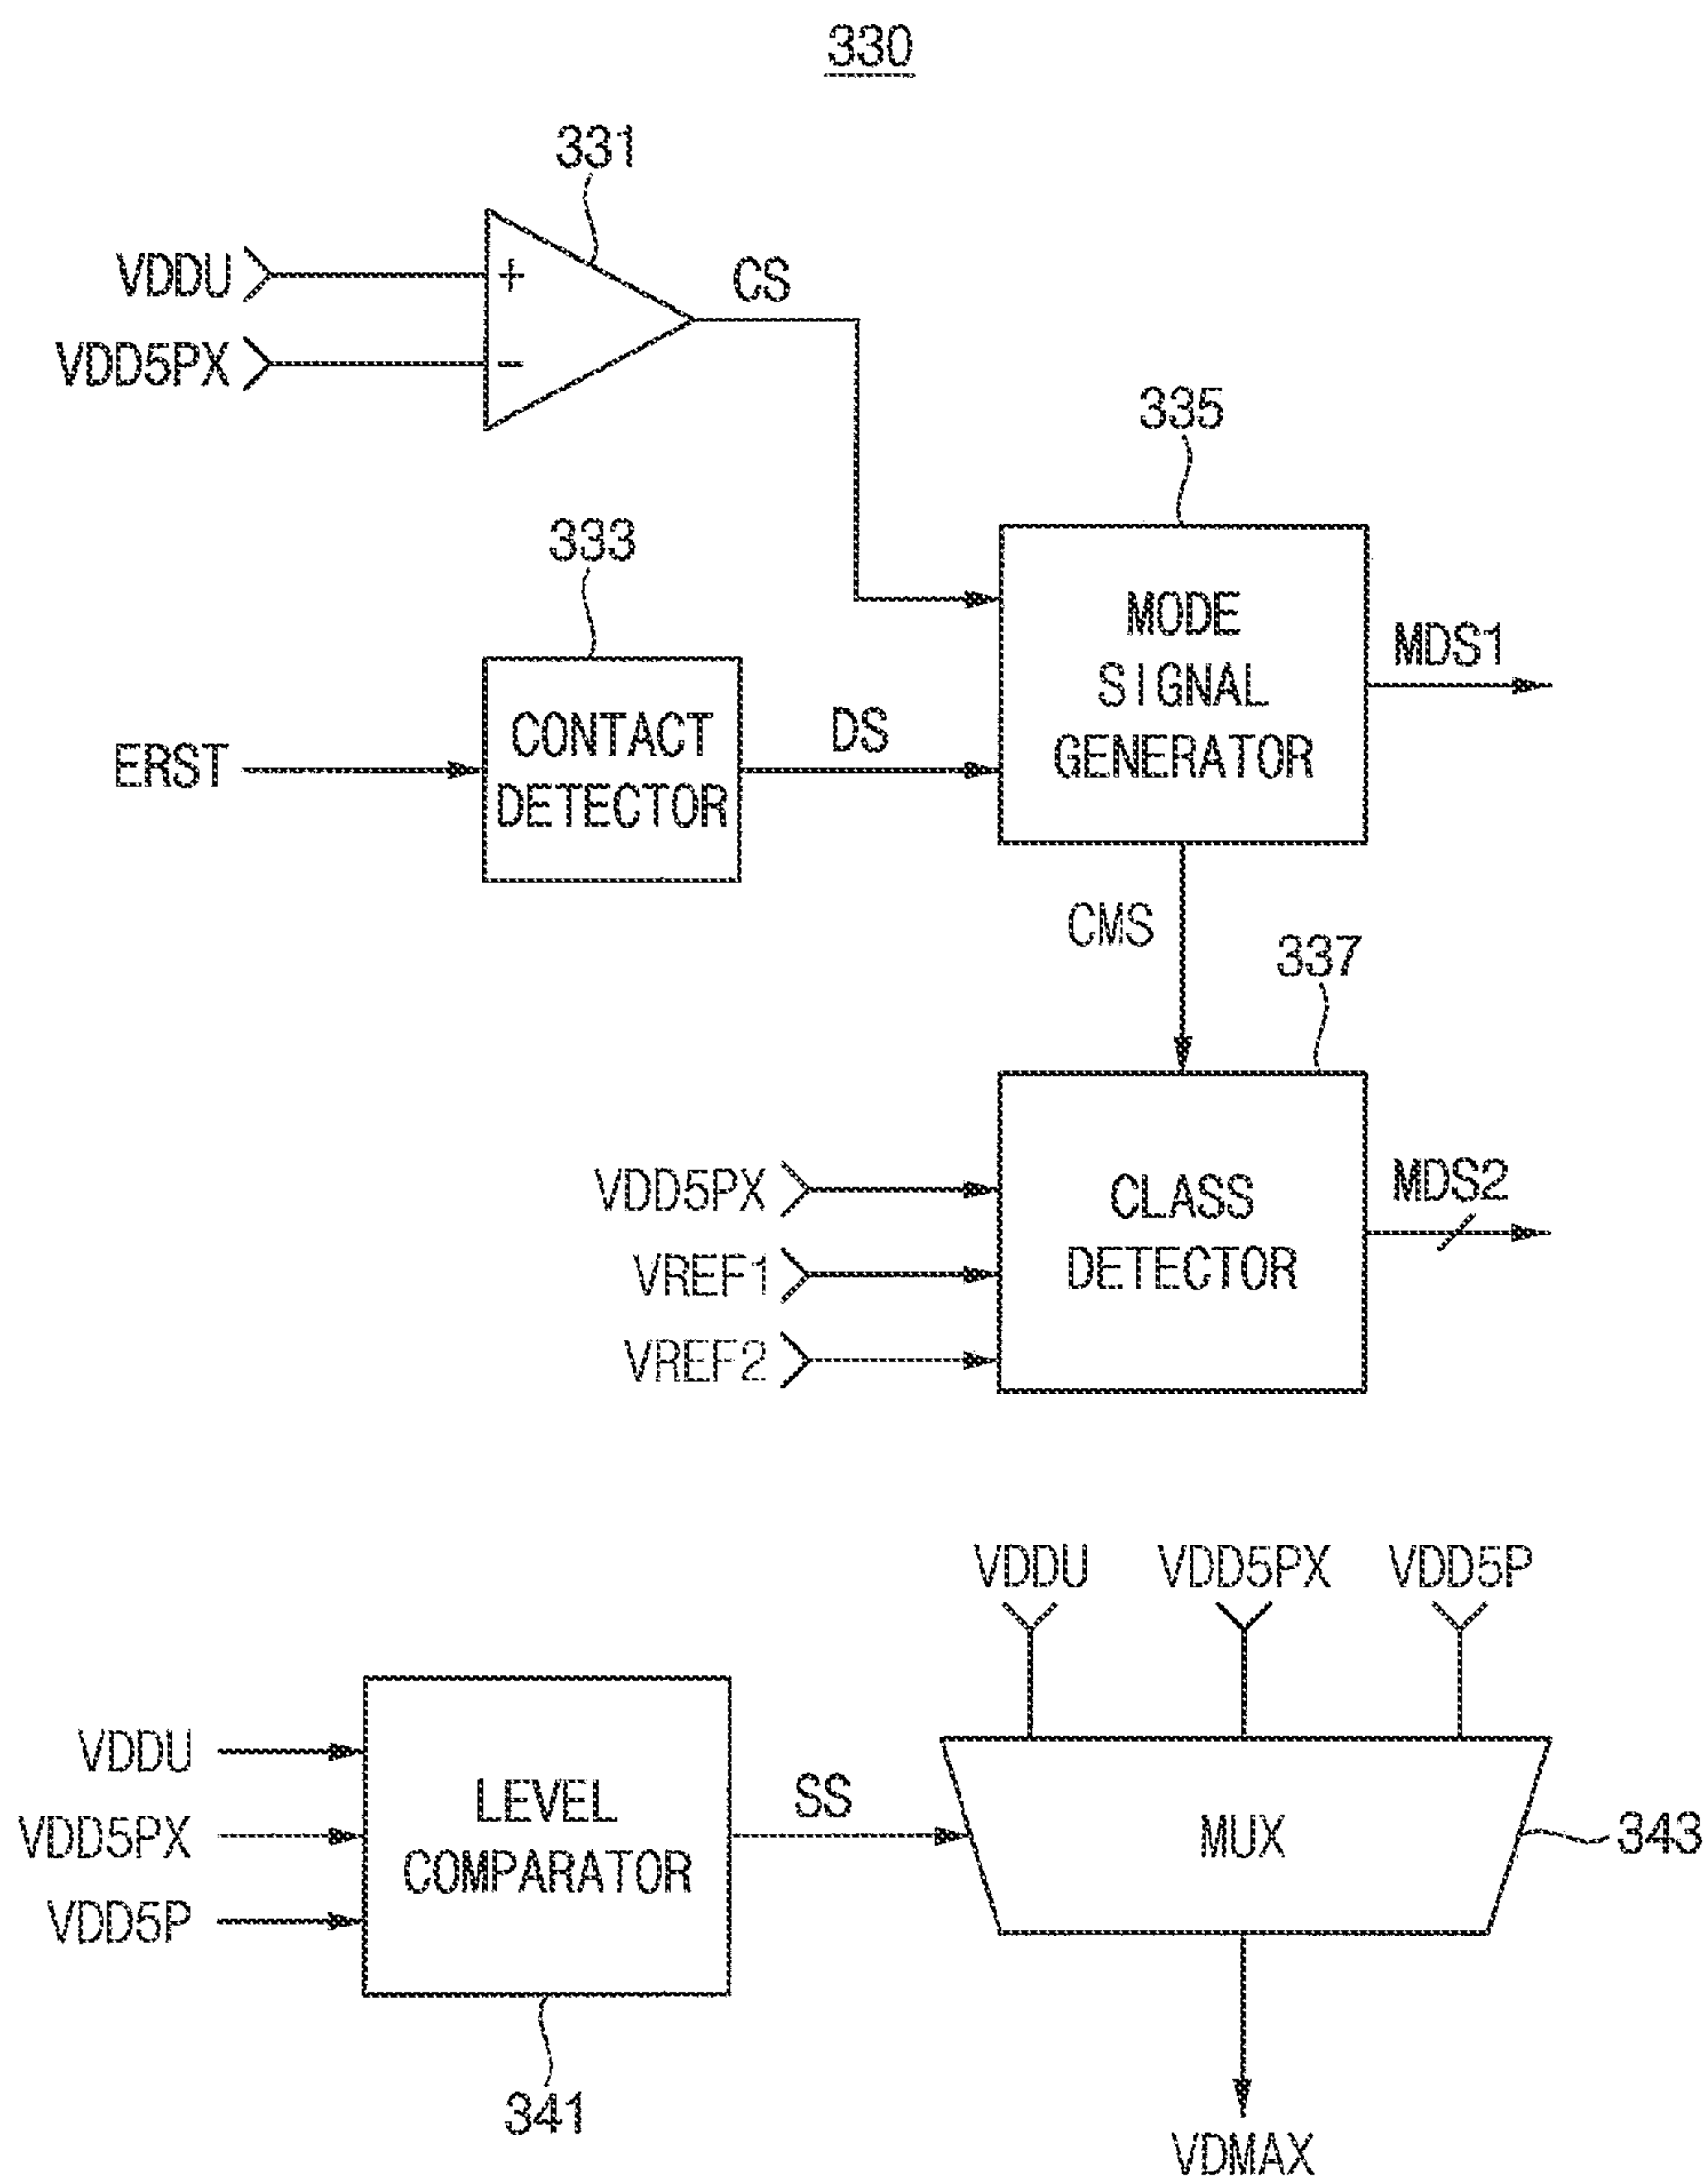 330
331
VDDU
+
CS
VDD5PX
-
335
333
MODE
SIGNAL
GENERATOR
MDS1
CONTACT
DETECTOR
DS
ERST
CMS
337
VDD5PX
VREF1
VREF2
CLASS
DETECTOR
MDS2
VDDU VDD5PX VDD5P
VDDU
VDD5PX
VDD5P
LEVEL
COMPARATOR
SS
MUX
343
341
VDMAX